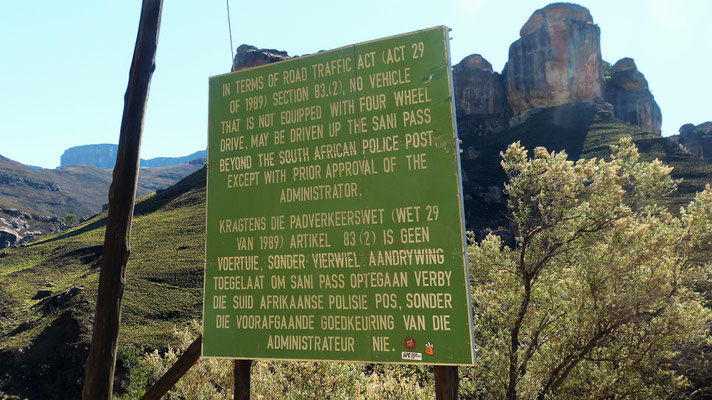 IN TERMS OF ROAD TRAFFIC ACT (ACT 29
OF 1989) SECTION 83.(2), NO VEHICLE
THAT IS NOT EQUIPPED WITH FOUR WHEEL
DRIVE, MAY BE DRIVEN UP THE SANI PASS
BEYOND THE SOUTH AFRICAN POLICE POST,
EXCEPT WITH PRIOR APPROVAL OF THE
ADMINISTRATOR.
KRAGTENS DIE PADVERKEERSWET (WET 29
VAN 1989) ARTIKEL 83(2) IS GEEN
VOERTUIE, SONDER VIERWIEL AANDRYWING
TOEGELAAT OM SANI PASS OPTEGAAN VERBY
DIE SUID AFRIKAANSE POLISIE POS, SONDER
DIE VOORAFGAANDE GOEDKEURING VAN DIE
ADMINISTRATEUR NIE.